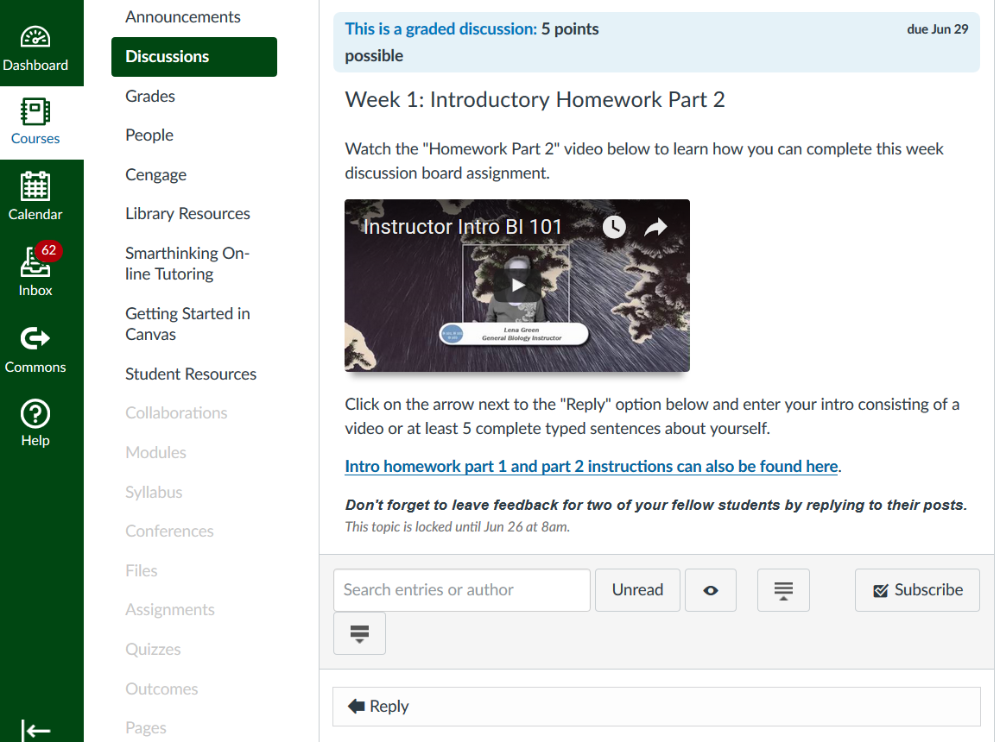 Dashboard
Courses
Calendar
62
Inbox
Commons
Help
Announcements
Discussions
Grades
People
Cengage
Library Resources
Smarthinking On-
line Tutoring
Getting Started in
Canvas
Student Resources
Collaborations
Modules
Syllabus
Conferences
Files
Assignments
Quizzes
Outcomes
Pages
This is a graded discussion: 5 points
possible
due Jun 29
Week 1: Introductory Homework Part 2
Watch the "Homework Part 2" video below to learn how you can complete this week
discussion board assignment.
Instructor Intro BI 101
Lena Green
General Biology Instructor
Click on the arrow next to the "Reply" option below and enter your intro consisting of a
video or at least 5 complete typed sentences about yourself.
Intro homework part 1 and part 2 instructions can also be found here.
Don't forget to leave feedback for two of your fellow students by replying to their posts.
This topic is locked until Jun 26 at 8am.
Search entries or author
Unread
Subscribe
Reply